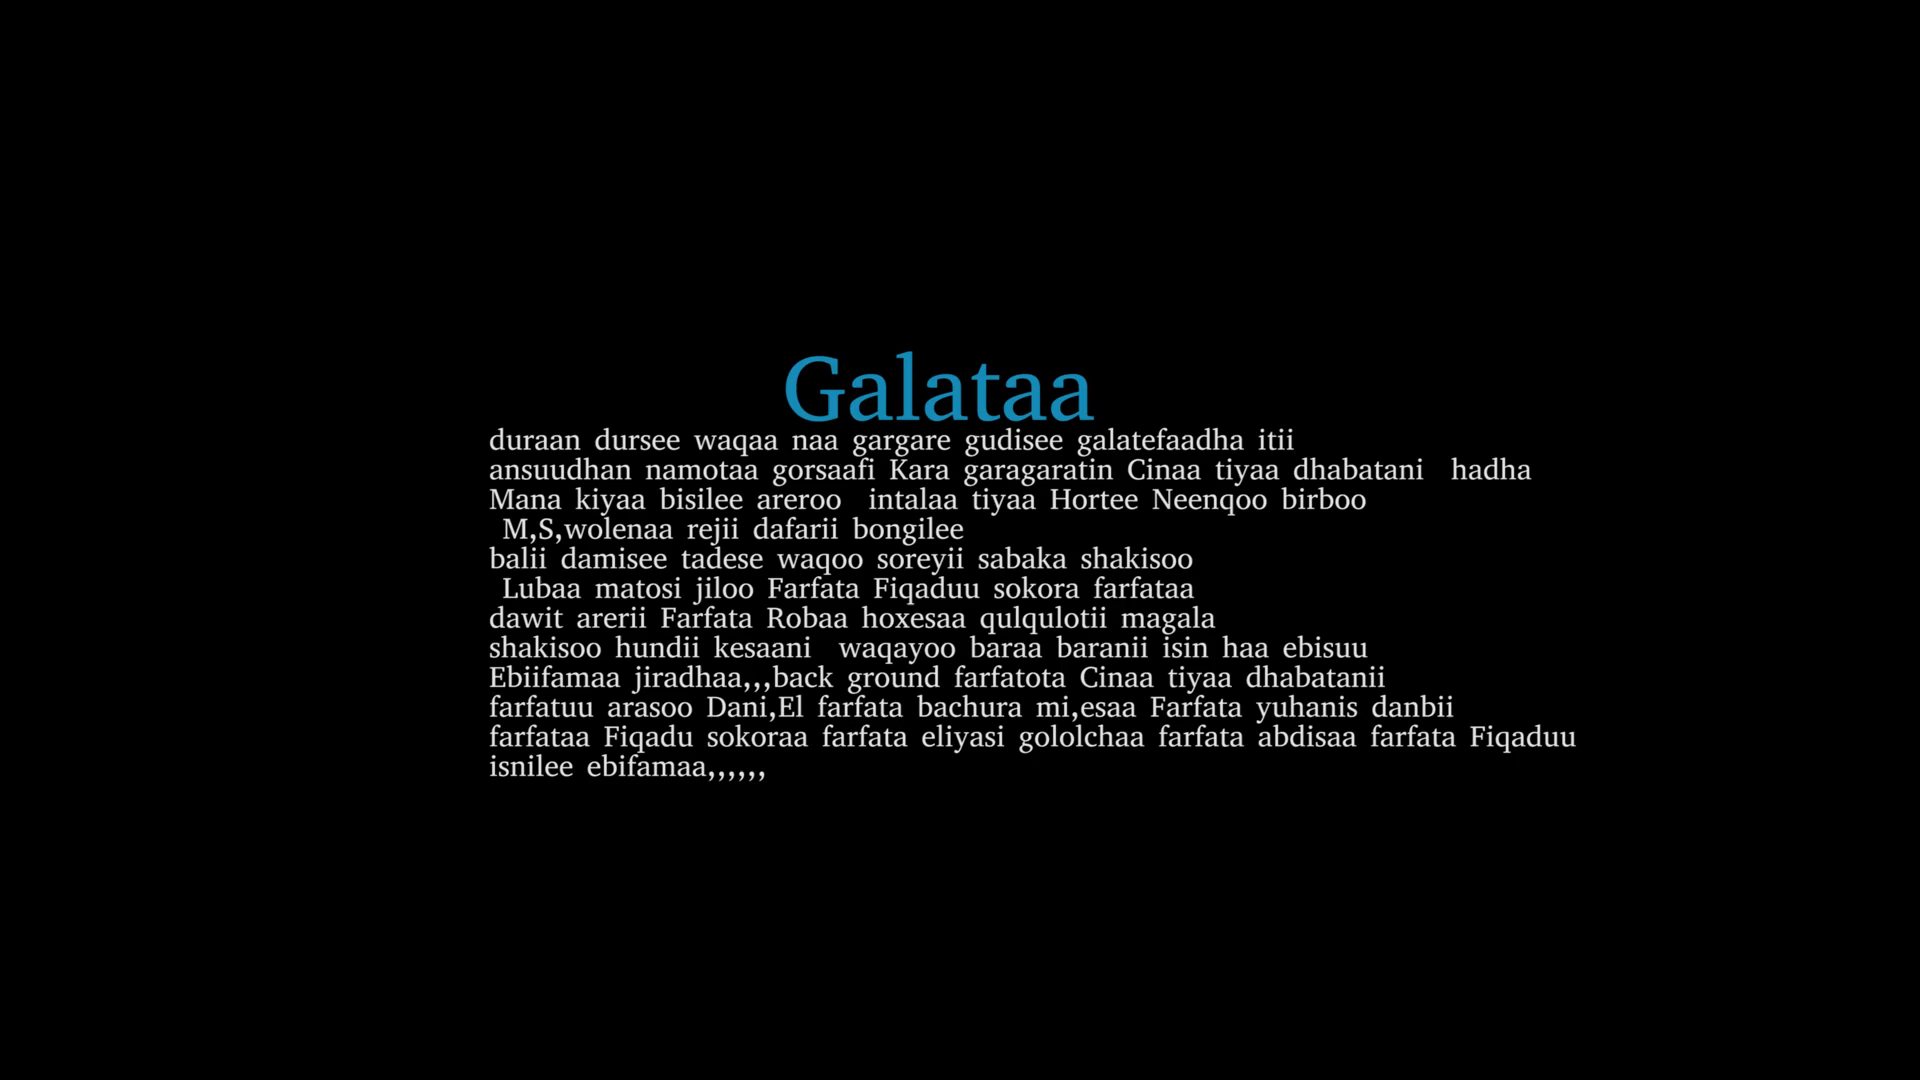 Galataa
duraan dursee waqaa naa gargare gudisee galatefaadha itii
ansuudhan namotaa gorsaafi Kara garagaratin Cinaa tiyaa dhabatani hadha
Mana kiyaa bisilee areroo intalaa tiyaa Hortee Neenqoo birboo
M,S,wolenaa rejii dafarii bongilee
balii damisee tadese waqoo soreyii sabaka shakisoo
Lubaa matosi jiloo Farfata Fiqaduu sokora farfataa
dawit arerii Farfata Robaa hoxesaa qulqulotii magala
shakisoo hundii kesaani waqayoo baraa baranii isin haa ebisuu
Ebiifamaa jiradhaa,,,back ground farfatota Cinaa tiyaa dhabatanii
farfatuu arasoo Dani,El farfata bachura mi,esaa Farfata yuhanis danbii
farfataa Fiqadu sokoraa farfata eliyasi gololchaa farfata abdisaa farfata Fiqaduu
isnilee ebifamaa,,,,,,